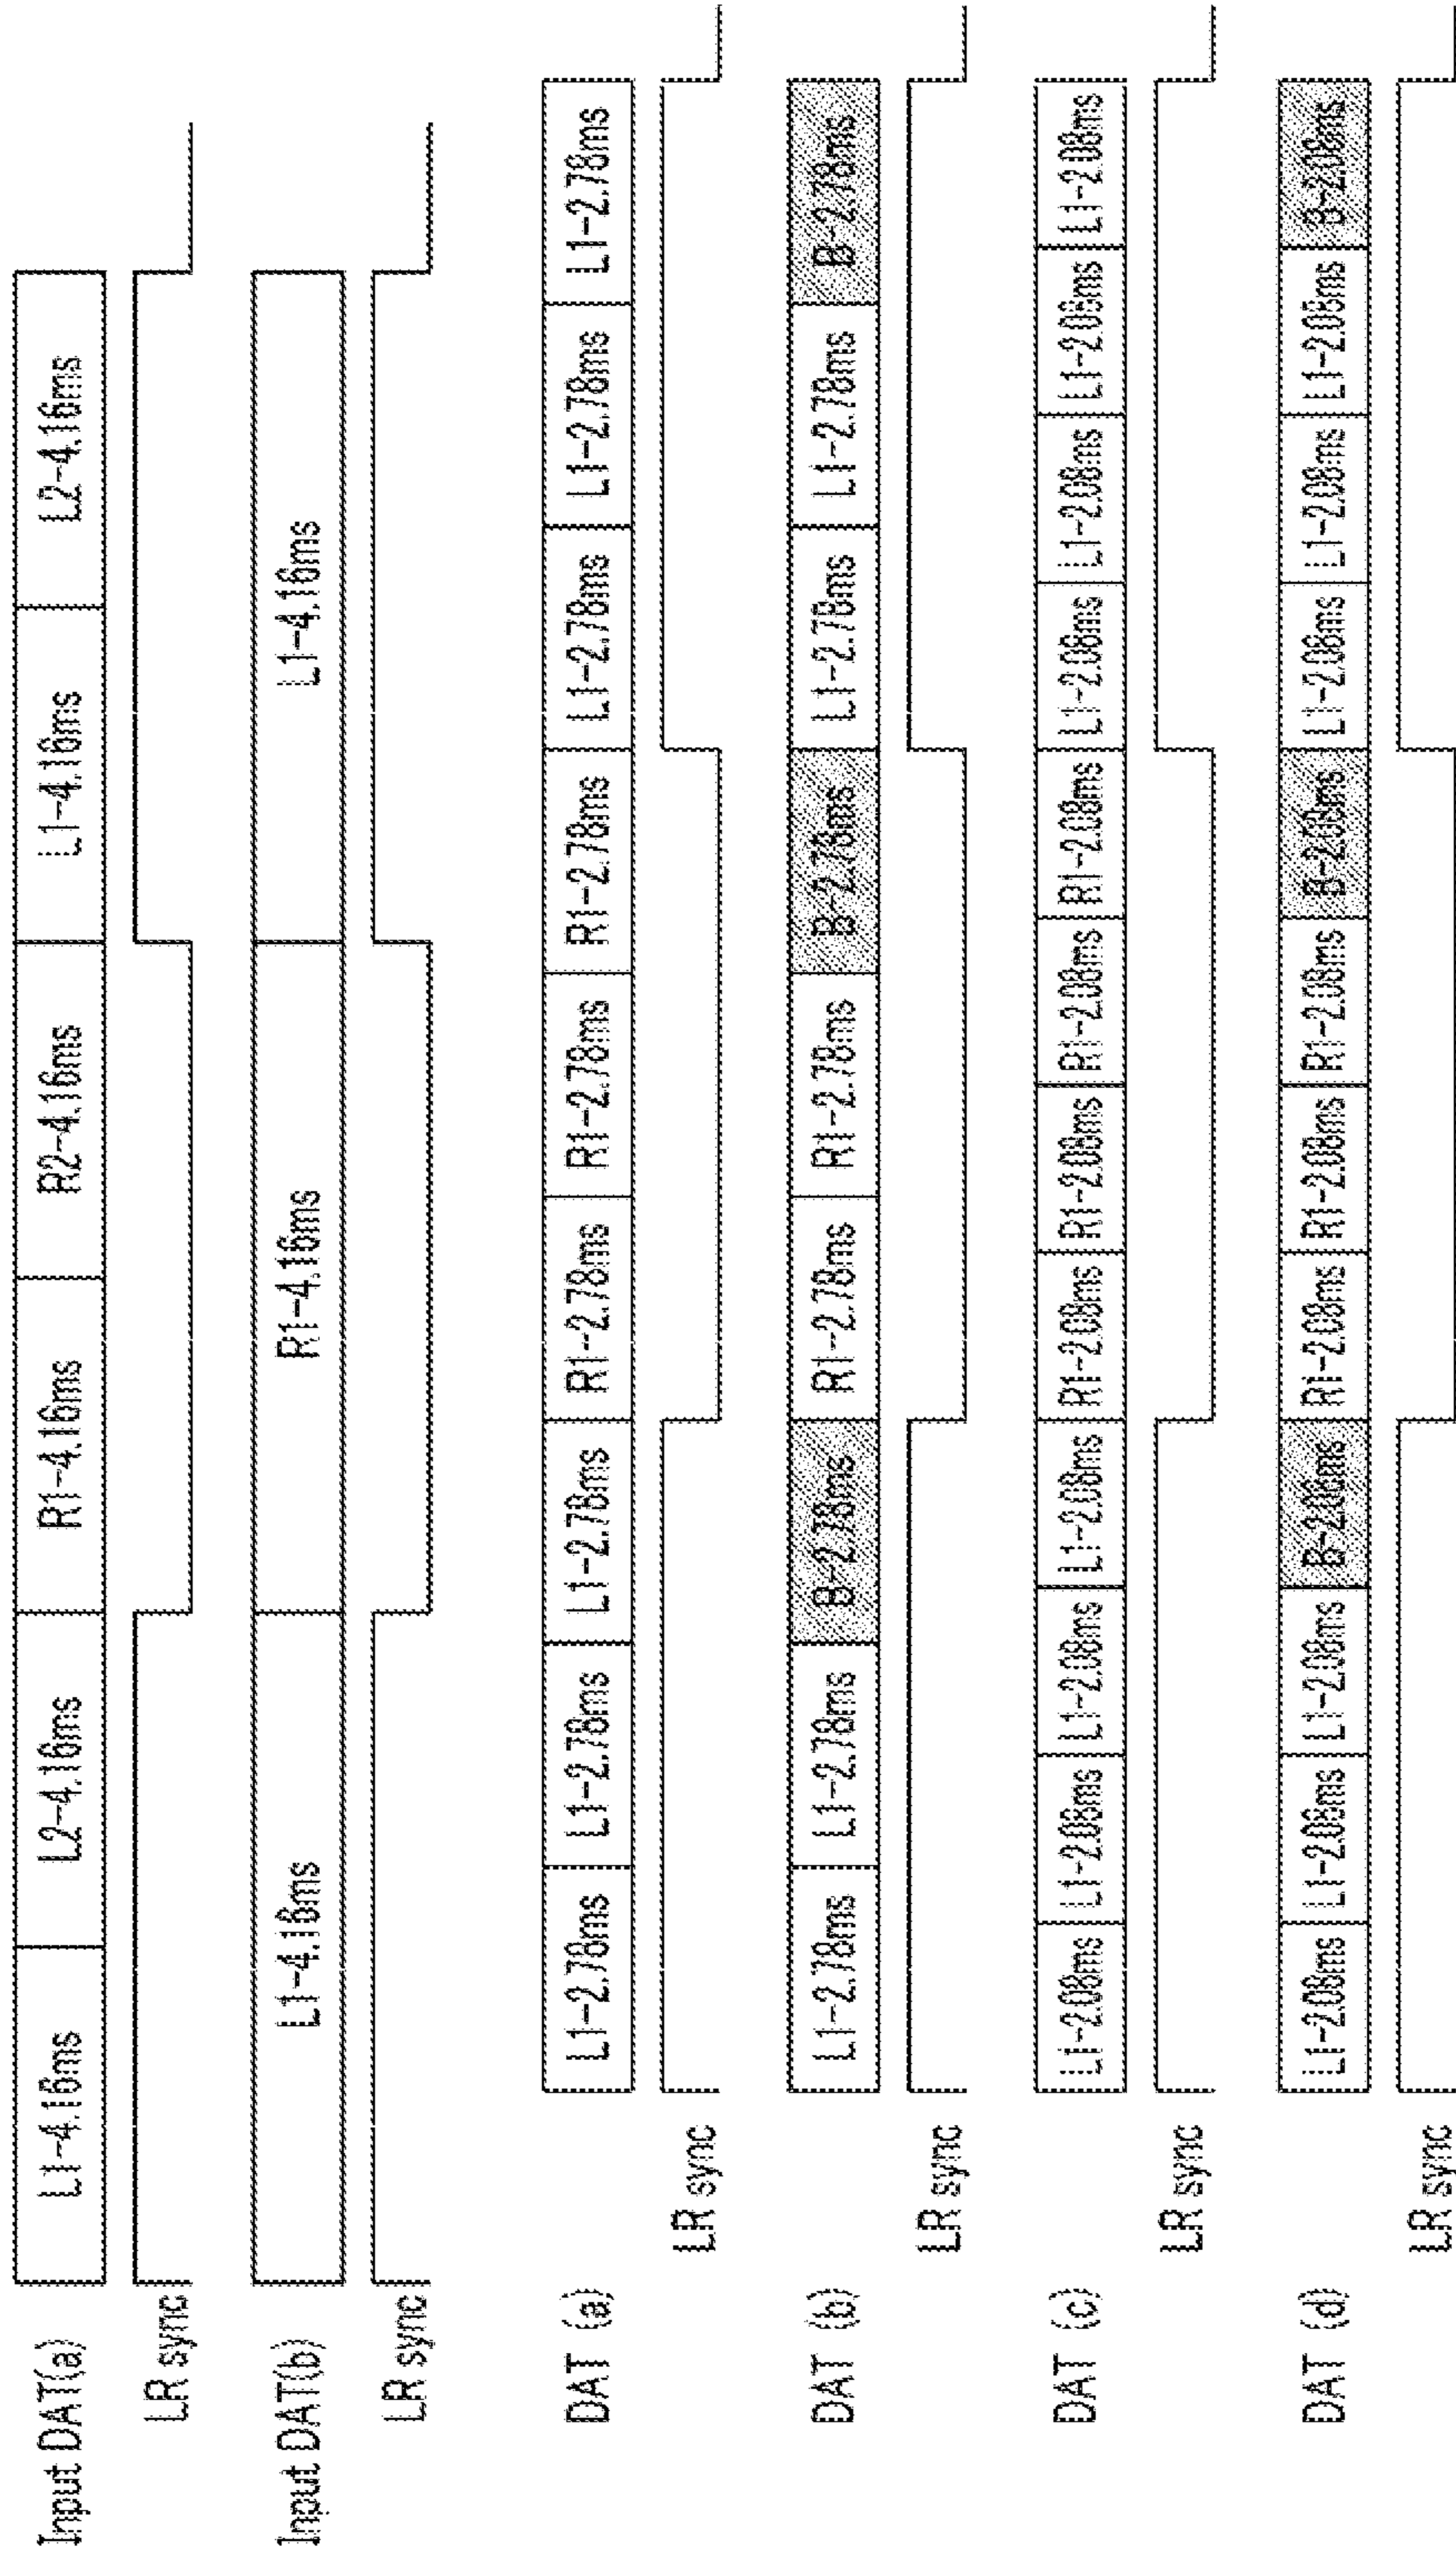 Input DAT(a) L1-4.16ms L2-4.16ms R1-4.16ms R2-4.16ms L1-4.16ms L2-4.16ms
LR sync
Input DAT(b) L1-4.16ms R1-4.16ms L1-4.16ms
LR sync
DAT (a) L1-2.78ms L1-2.78ms L1-2.78ms R1-2.78ms R1-2.78ms R1-2.78ms L1-2.78ms L1-2.78ms L1-2.78ms
LR sync
DAT (b) L1-2.78ms L1-2.78ms B-2.78ms R1-2.78ms R1-2.78ms B-2.78ms L1-2.78ms L1-2.78ms B-2.78ms
LR sync
DAT (c) L1-2.08ms L1-2.08ms L1-2.08ms L1-2.08ms R1-2.08ms R1-2.08ms R1-2.08ms R1-2.08ms L1-2.08ms L1-2.08ms L1-2.08ms L1-2.08ms
LR sync
DAT (d) L1-2.08ms L1-2.08ms L1-2.08ms B-2.08ms R1-2.08ms R1-2.08ms R1-2.08ms B-2.08ms L1-2.08ms L1-2.08ms L1-2.08ms B-2.08ms
LR sync